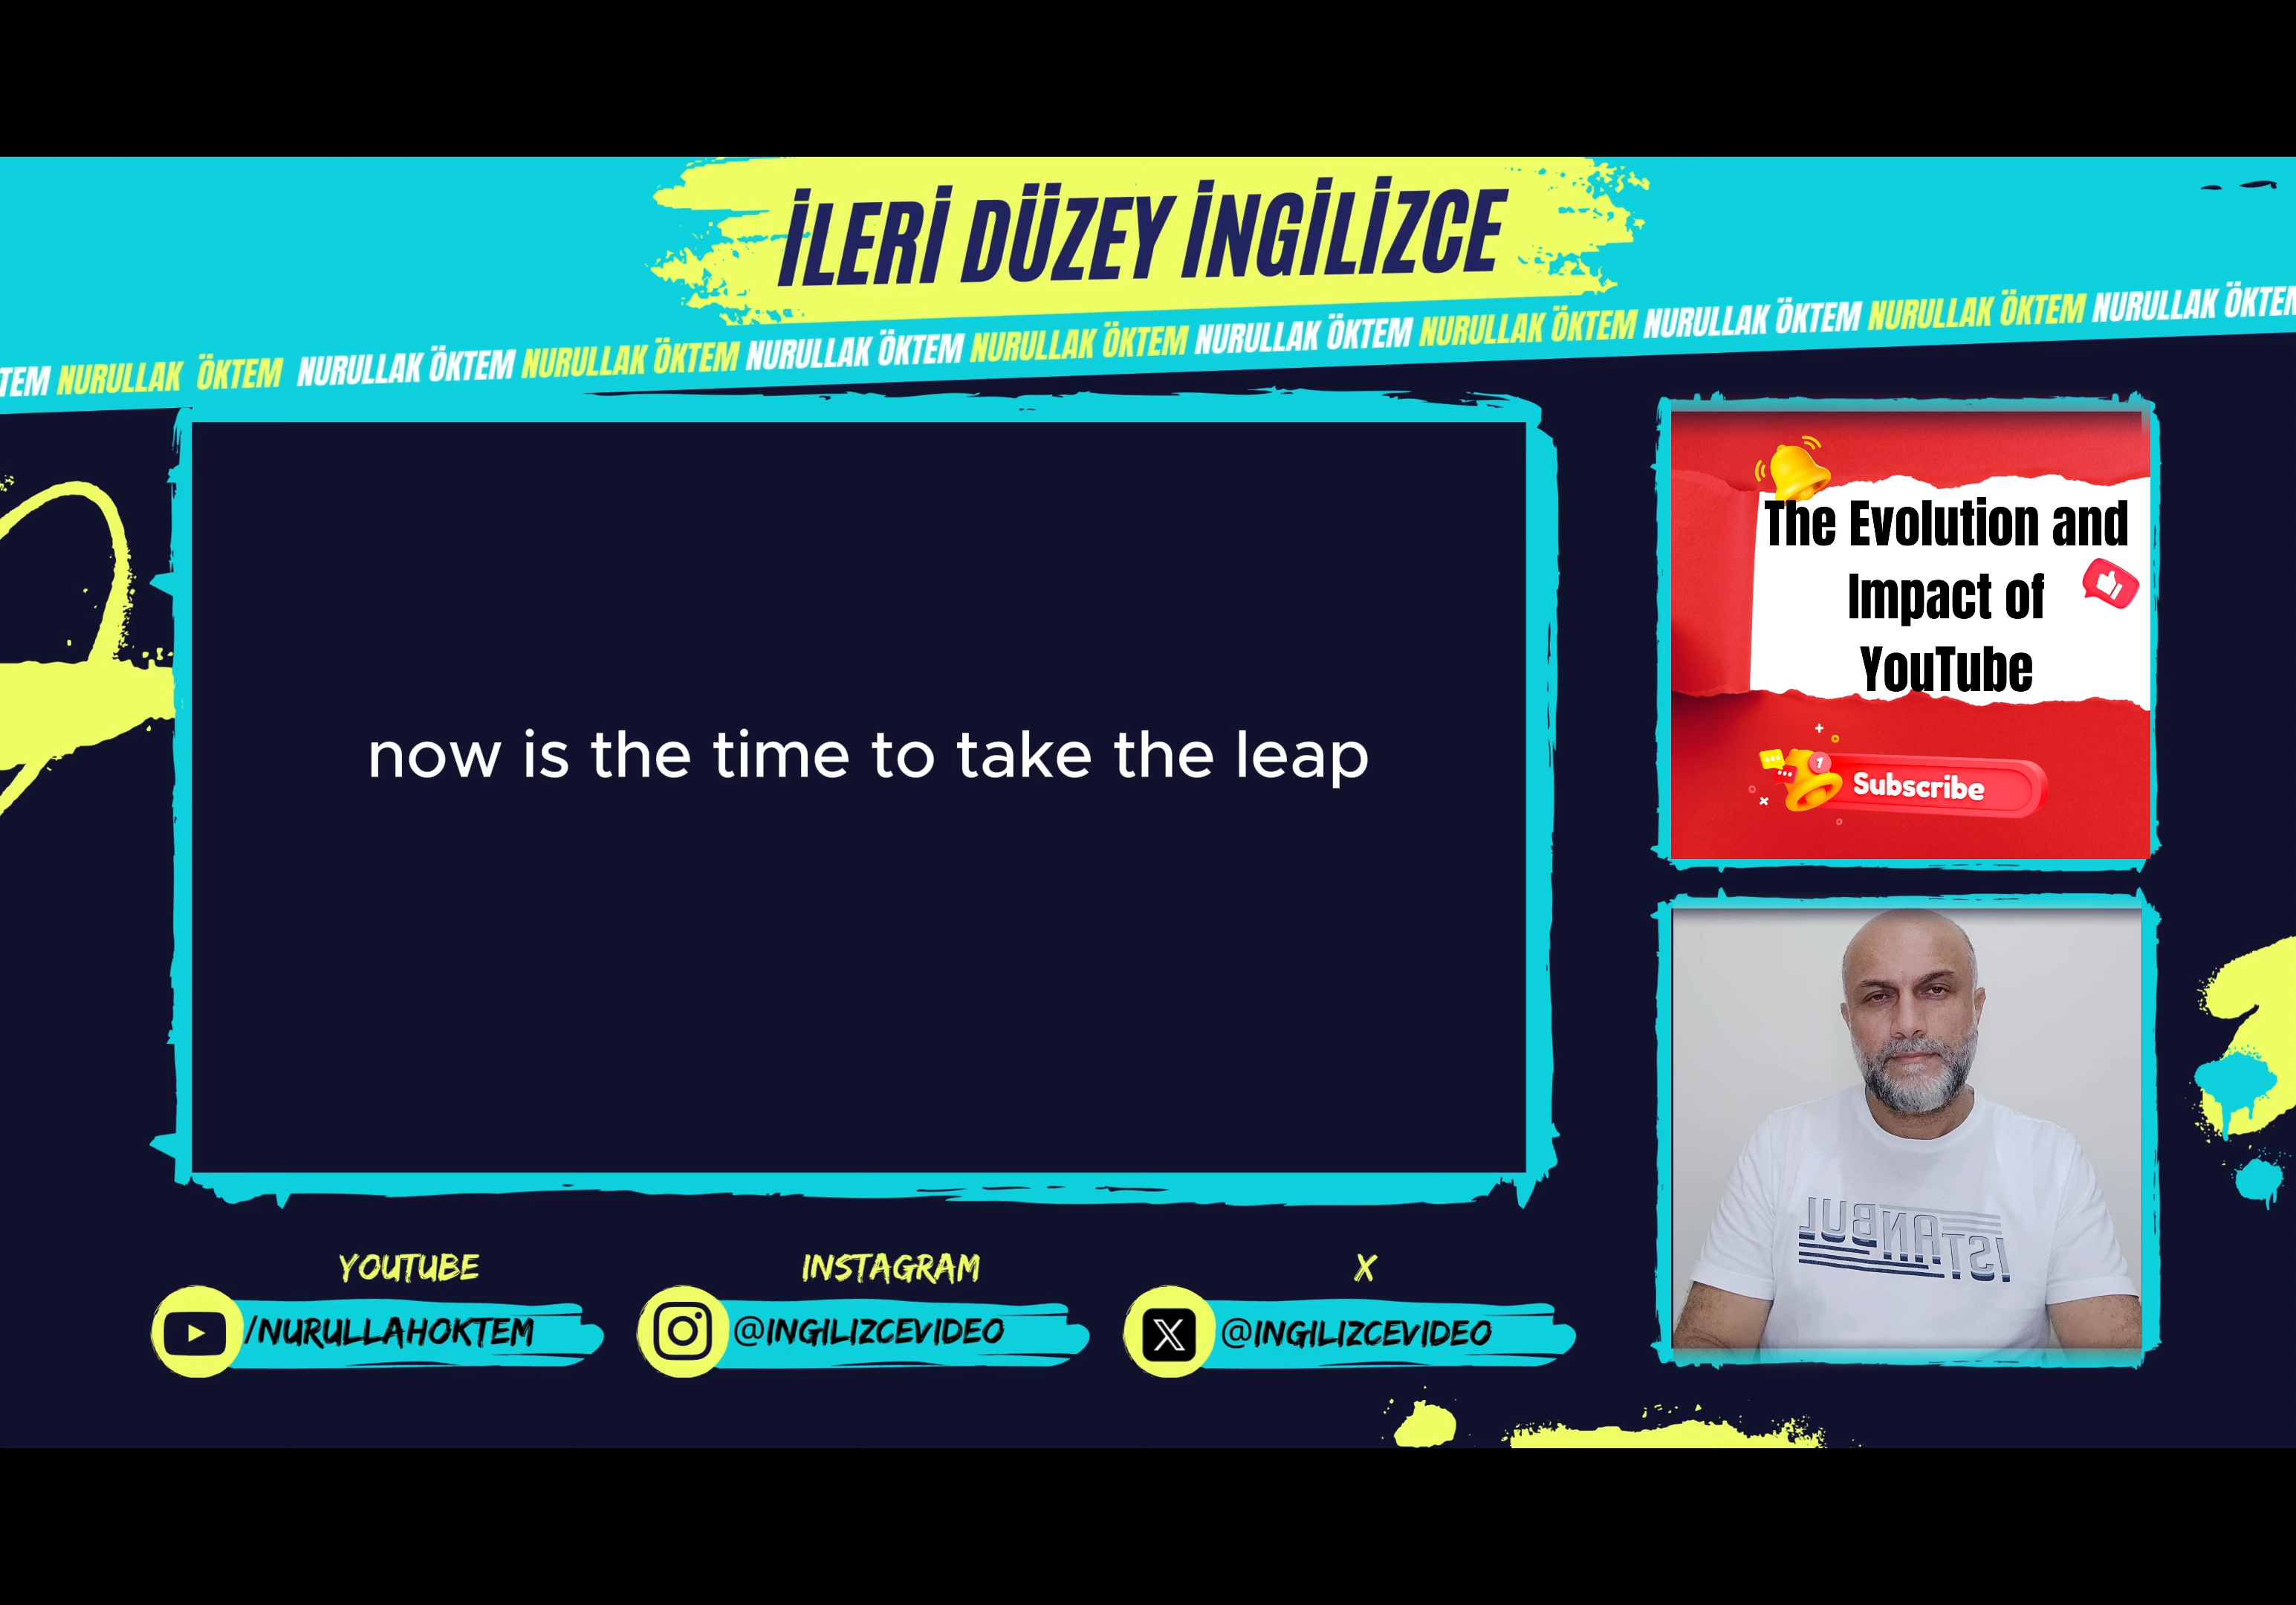 İLERİ DÜZEY İNGİLİZCE
TEM NURULLAK ÖKTEM NURULLAK ÖKTEM NURULLAK ÖKTEM NURULLAK ÖKTEM NURULLAK ÖKTEM NURULLAK ÖKTEM NURULLAK ÖKTEM NURULLAK ÖKTEM NURULLAK ÖKTEM NURULLAK ÖKTEM
now is the time to take the leap
The Evolution and
Impact of
YouTube
1
Subscribe
ISTANBUL
YOUTUBE
/NURULLAHOKTEM
INSTAGRAM
@INGILIZCEVIDEO
X
@INGILIZCEVIDEO